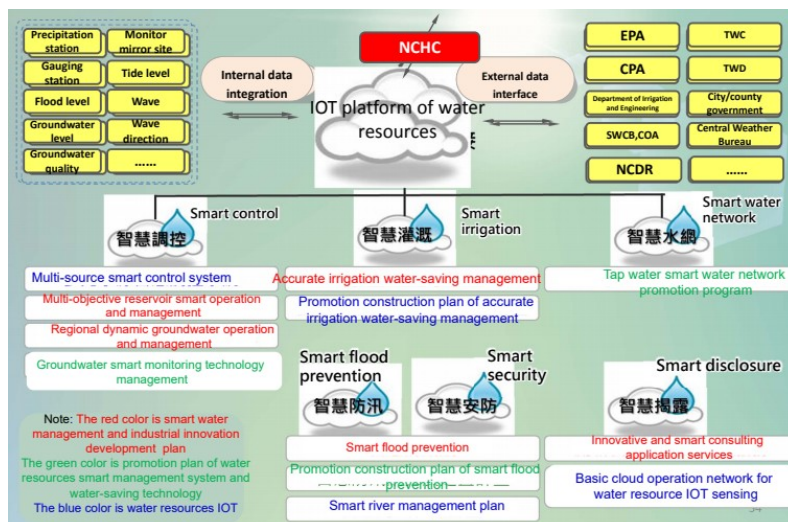 Precipitation
station
Monitor
mirror site
Gauging
station
Tide level
Flood level
Wave
Groundwater
level
Wave
direction
Groundwater
quality
......
Internal data
integration
NCHC
IOT platform of water
resources
External data
interface
EPA
TWC
CPA
TWD
Department of Irrigation
and Engineering
City/county
government
SWCB,COA
Central Weather
Bureau
NCDR
......
Smart control
智慧調控
Multi-source smart control system
Multi-objective reservoir smart operation
and management
Regional dynamic groundwater operation
and management
Groundwater smart monitoring technology
management
Smart
irrigation
智慧灌溉
Accurate irrigation water-saving management
Promotion construction plan of accurate
irrigation water-saving management
Smart water
network
智慧水網
Tap water smart water network
promotion program
Smart flood
prevention
智慧防汛
Smart
security
智慧安防
Smart flood prevention
Promotion construction plan of smart flood
prevention
Smart river management plan
Smart disclosure
智慧揭露
Innovative and smart consulting
application services
Basic cloud operation network for
water resource IOT sensing
Note: The red color is smart water
management and industrial innovation
development plan
The green color is promotion plan of water
resources smart management system and
water-saving technology
The blue color is water resources IOT